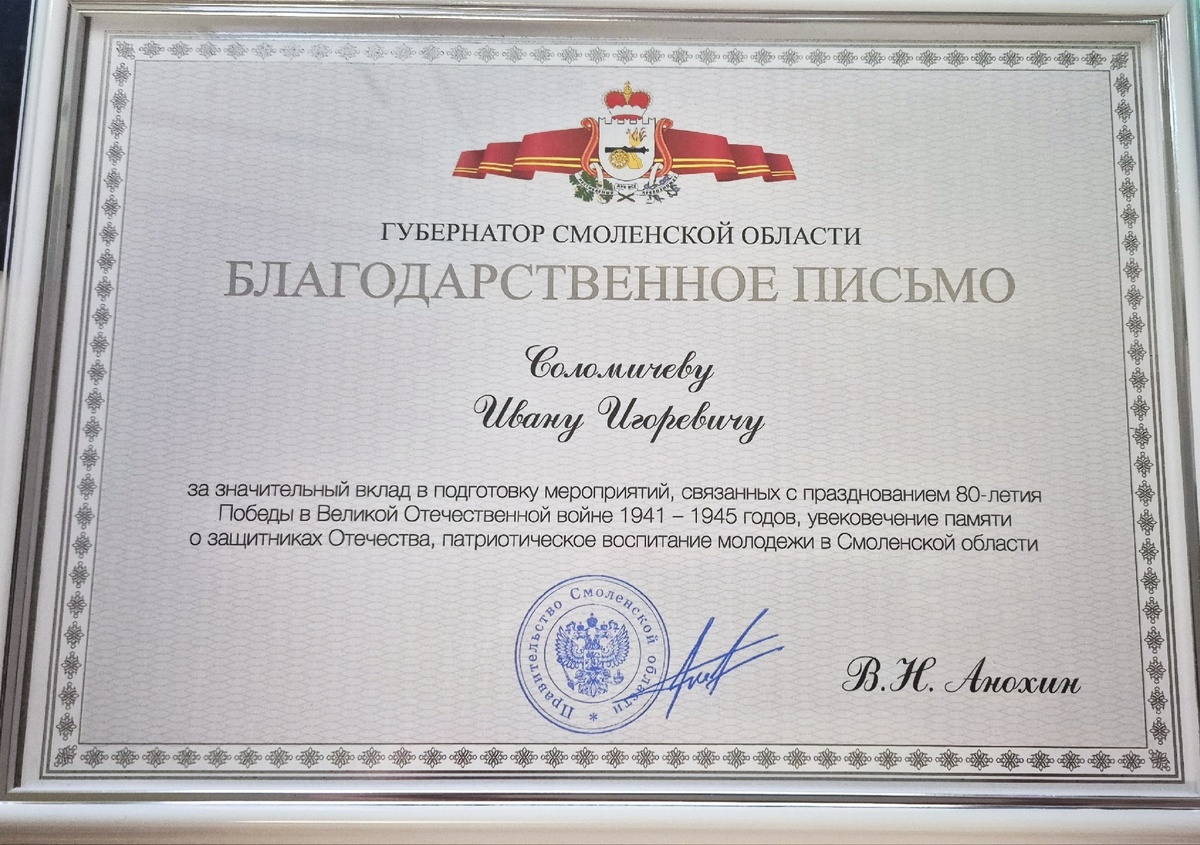 ГУБЕРНАТОР СМОЛЕНСКОЙ ОБЛАСТИ
БЛАГОДАРСТВЕННОЕ ПИСЬМО
Соломичеву
Ивану Игоревичу
за значительный вклад в подготовку мероприятий, связанных с празднованием 80-летия
Победы в Великой Отечественной войне 1941 – 1945 годов, увековечение памяти
о защитниках Отечества, патриотическое воспитание молодежи в Смоленской области
Правительство Смоленской области *
В.Н. Анохин